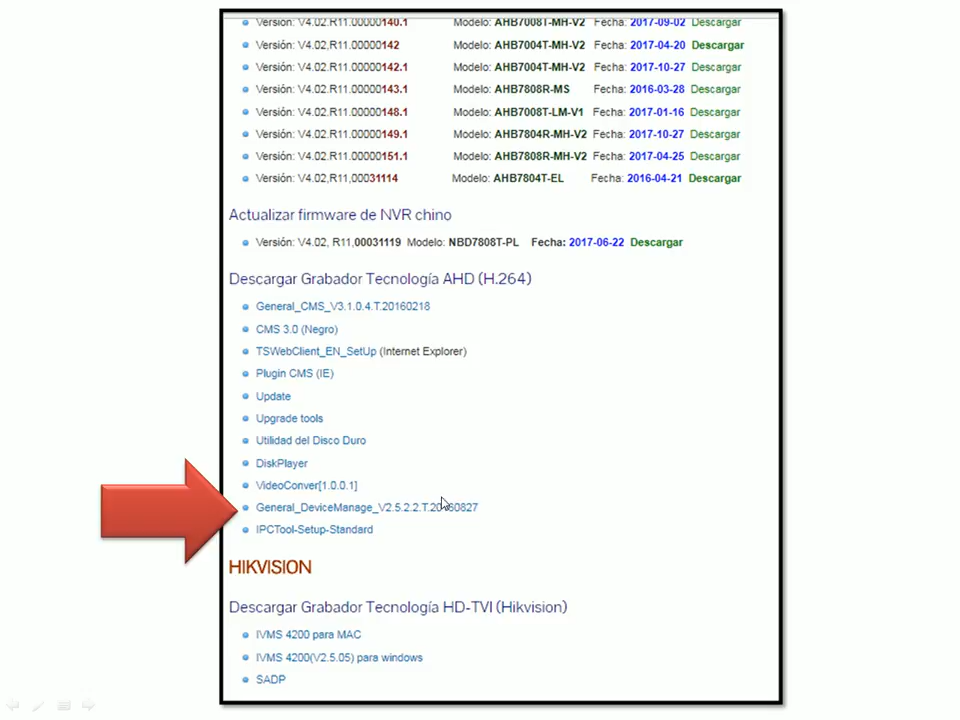 Versión: V4.02.R11.00000140.1 Modelo: AHB7008T-MH-V2 Fecha: 2017-09-02 Descargar
Versión: V4.02.R11.00000142 Modelo: AHB7004T-MH-V2 Fecha: 2017-04-20 Descargar
Versión: V4.02.R11.00000142.1 Modelo: AHB7004T-MH-V2 Fecha: 2017-10-27 Descargar
Versión: V4.02.R11.00000143.1 Modelo: AHB7808R-MS Fecha: 2016-03-28 Descargar
Versión: V4.02.R11.00000148.1 Modelo: AHB7008T-LM-V1 Fecha: 2017-01-16 Descargar
Versión: V4.02.R11.00000149.1 Modelo: AHB7804R-MH-V2 Fecha: 2017-10-27 Descargar
Versión: V4.02.R11.00000151.1 Modelo: AHB7808R-MH-V2 Fecha: 2017-04-25 Descargar
Versión: V4.02,R11,00031114 Modelo: AHB7804T-EL Fecha: 2016-04-21 Descargar
Actualizar firmware de NVR chino
Versión: V4.02, R11,00031119 Modelo: NBD7808T-PL Fecha: 2017-06-22 Descargar
Descargar Grabador Tecnología AHD (H.264)
General_CMS_V3.1.0.4.T.20160218
CMS 3.0 (Negro)
TSWebClient_EN_SetUp (Internet Explorer)
Plugin CMS (IE)
Update
Upgrade tools
Utilidad del Disco Duro
DiskPlayer
VideoConver[1.0.0.1]
General_DeviceManage_V2.5.2.2.T.20160827
IPCTool-Setup-Standard
HIKVISION
Descargar Grabador Tecnología HD-TVI (Hikvision)
IVMS 4200 para MAC
IVMS 4200(V2.5.05) para windows
SADP